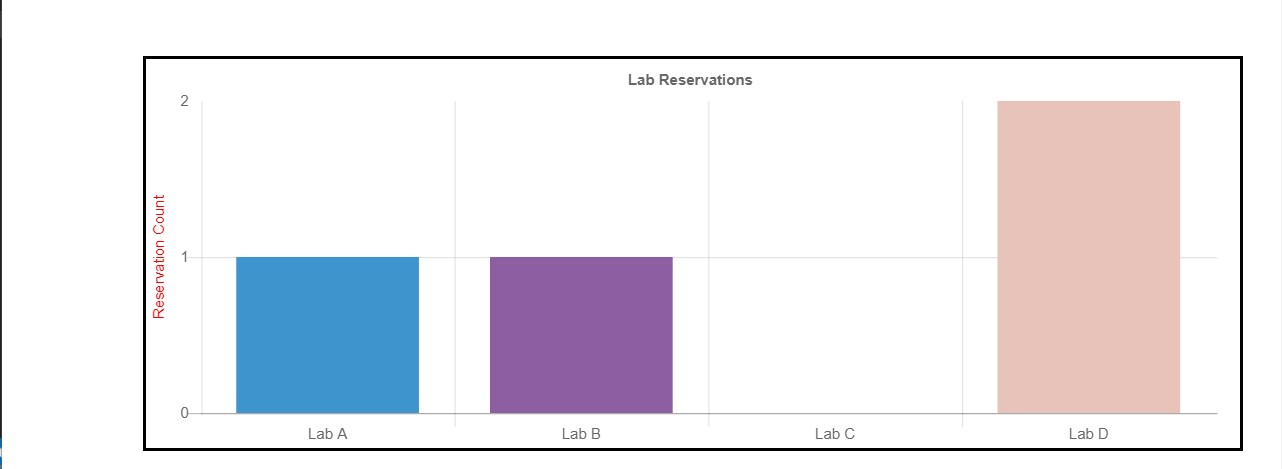 Lab Reservations
2
1
0
Reservation Count
Lab A
Lab B
Lab C
Lab D